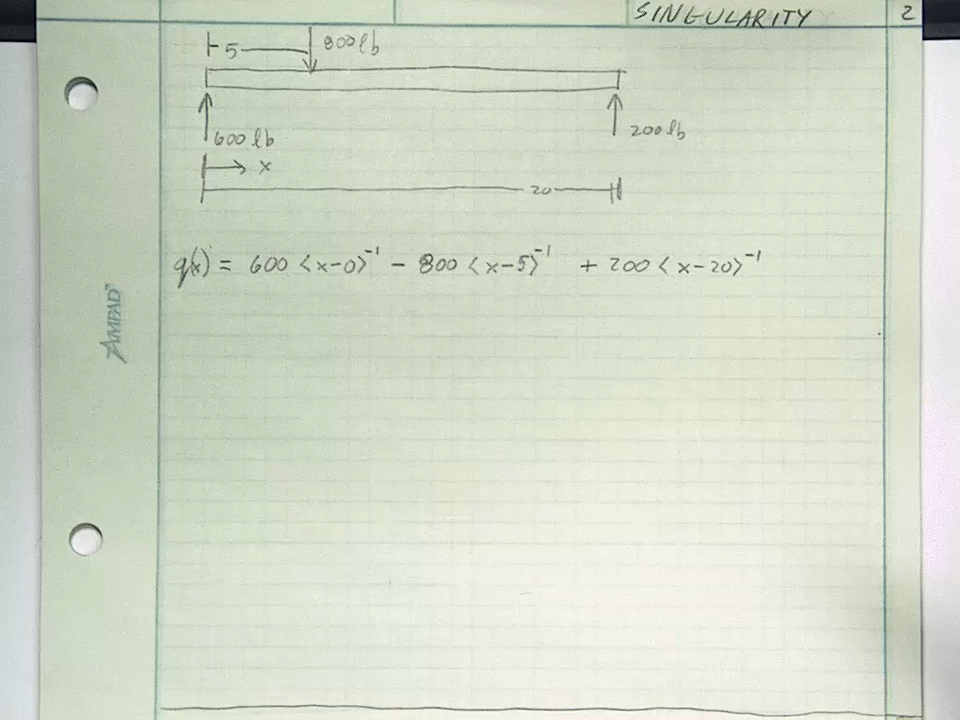 SINGULARITY 2
5 800 lb
600 lb 200 lb
x
20
q(x) = 600 <x-0>⁻¹ - 800 <x-5>⁻¹ + 200 <x-20>⁻¹
AMPAD™